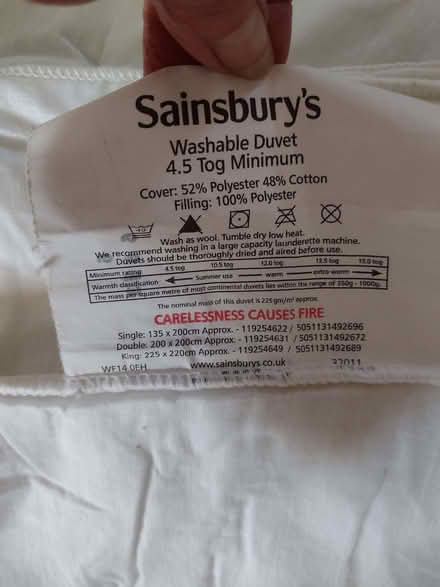 Sainsbury's
Washable Duvet
4.5 Tog Minimum
Cover: 52% Polyester 48% Cotton
Filling: 100% Polyester
Wash as wool. Tumble dry low heat.
We recommend washing in a large capacity launderette machine.
Duvets should be thoroughly dried and aired before use.
Minimum rating 4.5 tog 10.5 tog 12.0 tog 13.5 tog 15.0 tog
Warmth classification Summer use warm extra warm
The mass per square metre of most continental duvets lies within the range of 350g - 1000g.
The nominal mass of this duvet is 225 gm/m² approx.
CARELESSNESS CAUSES FIRE
Single: 135 x 200cm Approx. - 119254622 / 5051131492696
Double: 200 x 200cm Approx. - 119254631 / 5051131492672
King: 225 x 220cm Approx. - 119254649 / 5051131492689
WF14 0EH www.sainsburys.co.uk 32011